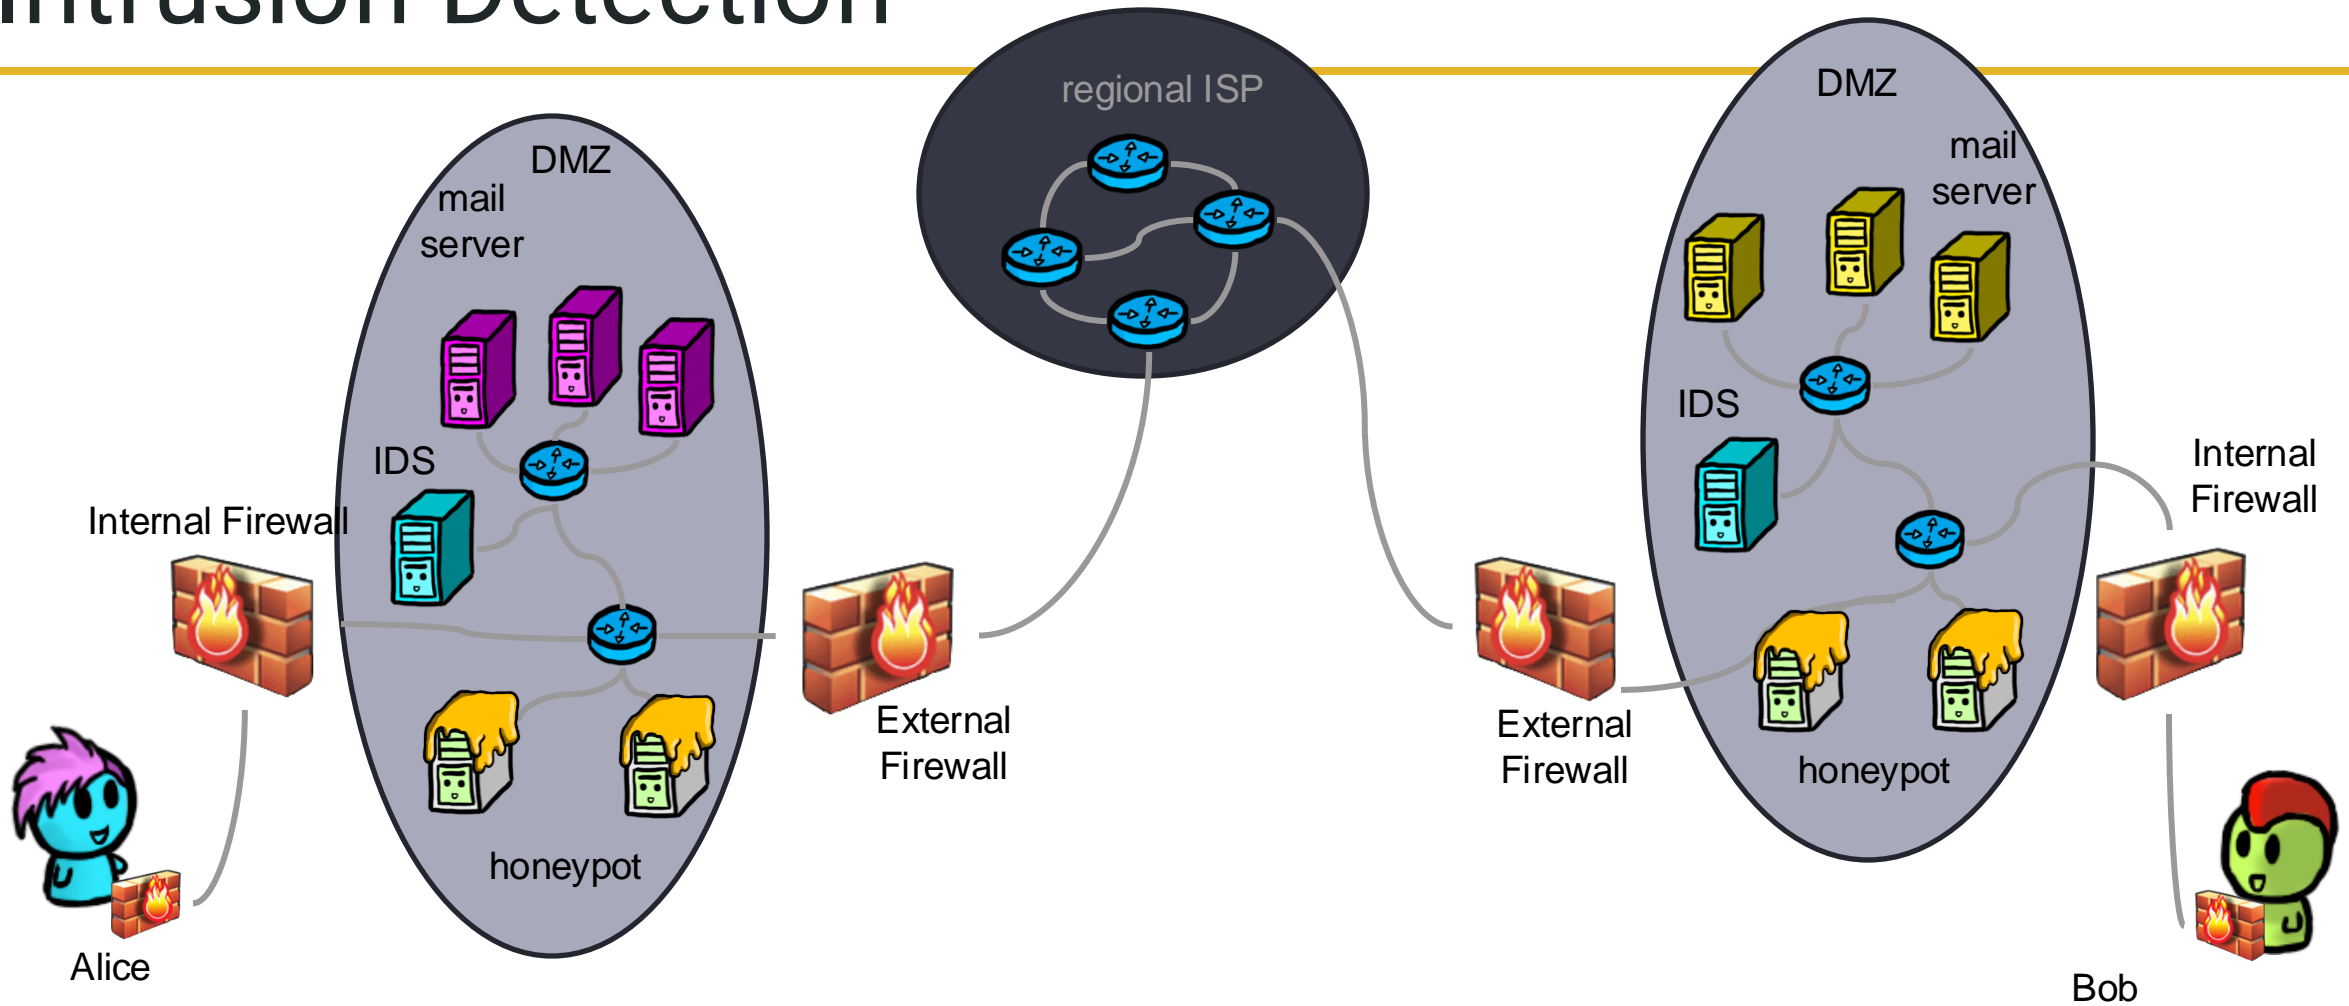 Intrusion Detection
regional ISP
DMZ
mail
server
IDS
Internal Firewall
honeypot
External
Firewall
Alice
DMZ
mail
server
IDS
Internal
Firewall
External
Firewall
honeypot
Bob